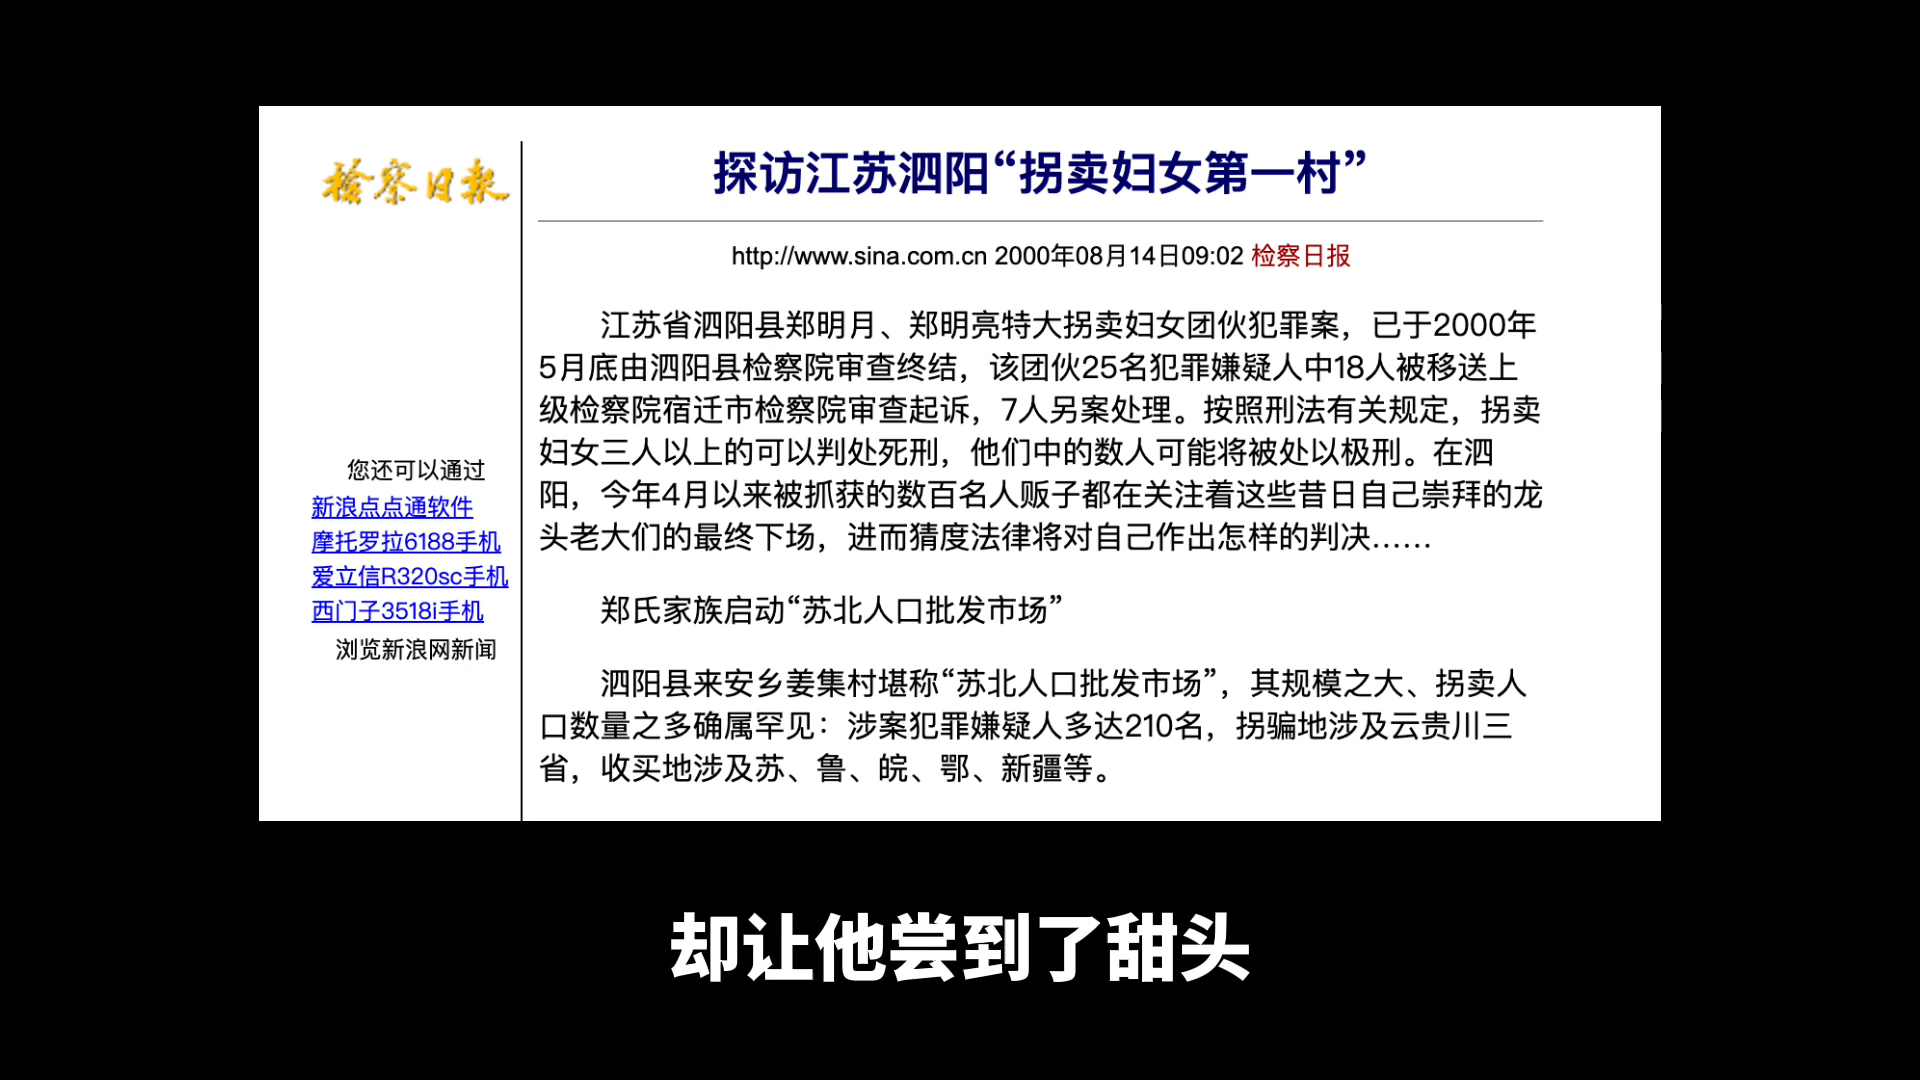 檢察日報
探访江苏泗阳“拐卖妇女第一村”
http://www.sina.com.cn 2000年08月14日09:02 检察日报
江苏省泗阳县郑明月、郑明亮特大拐卖妇女团伙犯罪案，已于2000年
5月底由泗阳县检察院审查终结，该团伙25名犯罪嫌疑人中18人被移送上
级检察院宿迁市检察院审查起诉，7人另案处理。按照刑法有关规定，拐卖
妇女三人以上的可以判处死刑，他们中的数人可能将被处以极刑。在泗
阳，今年4月以来被抓获的数百名人贩子都在关注着这些昔日自己崇拜的龙
头老大们的最终下场，进而猜度法律将对自己作出怎样的判决……
郑氏家族启动“苏北人口批发市场”
泗阳县来安乡姜集村堪称“苏北人口批发市场”，其规模之大、拐卖人
口数量之多确属罕见：涉案犯罪嫌疑人多达210名，拐骗地涉及云贵川三
省，收买地涉及苏、鲁、皖、鄂、新疆等。
您还可以通过
新浪点点通软件
摩托罗拉6188手机
爱立信R320sc手机
西门子3518i手机
浏览新浪网新闻
却让他尝到了甜头